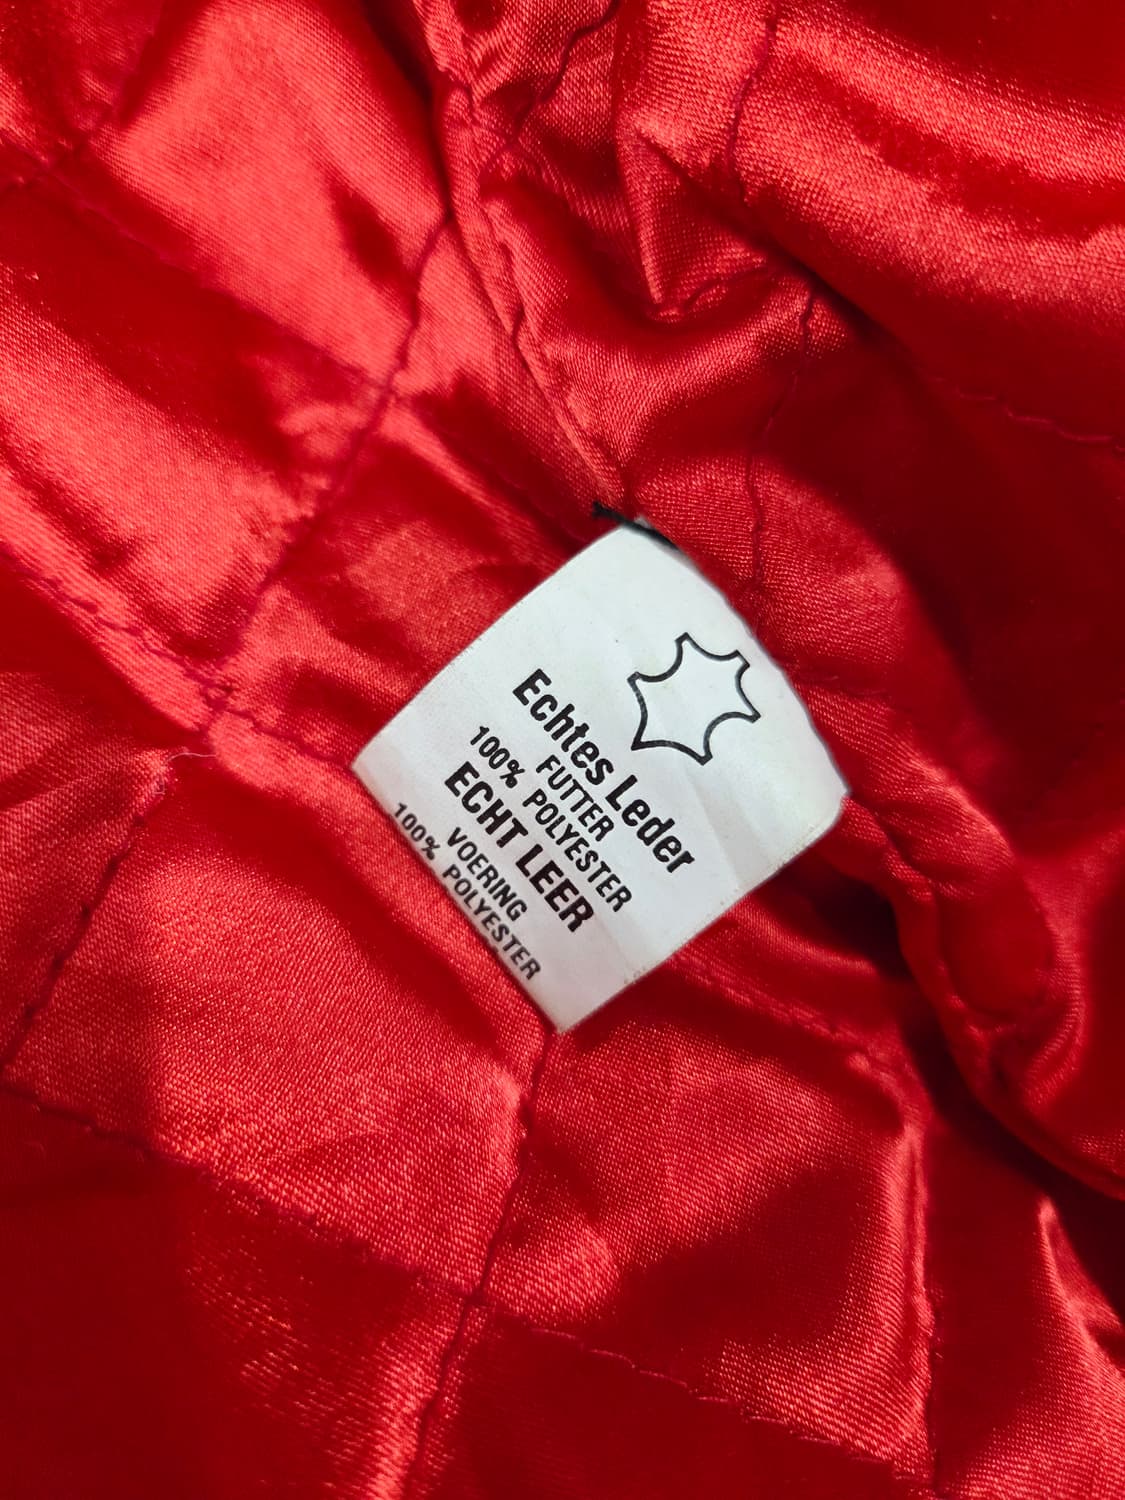 Echtes Leder
FUTTER
100% POLYESTER
ECHT LEER
VOERING
100% POLYESTER